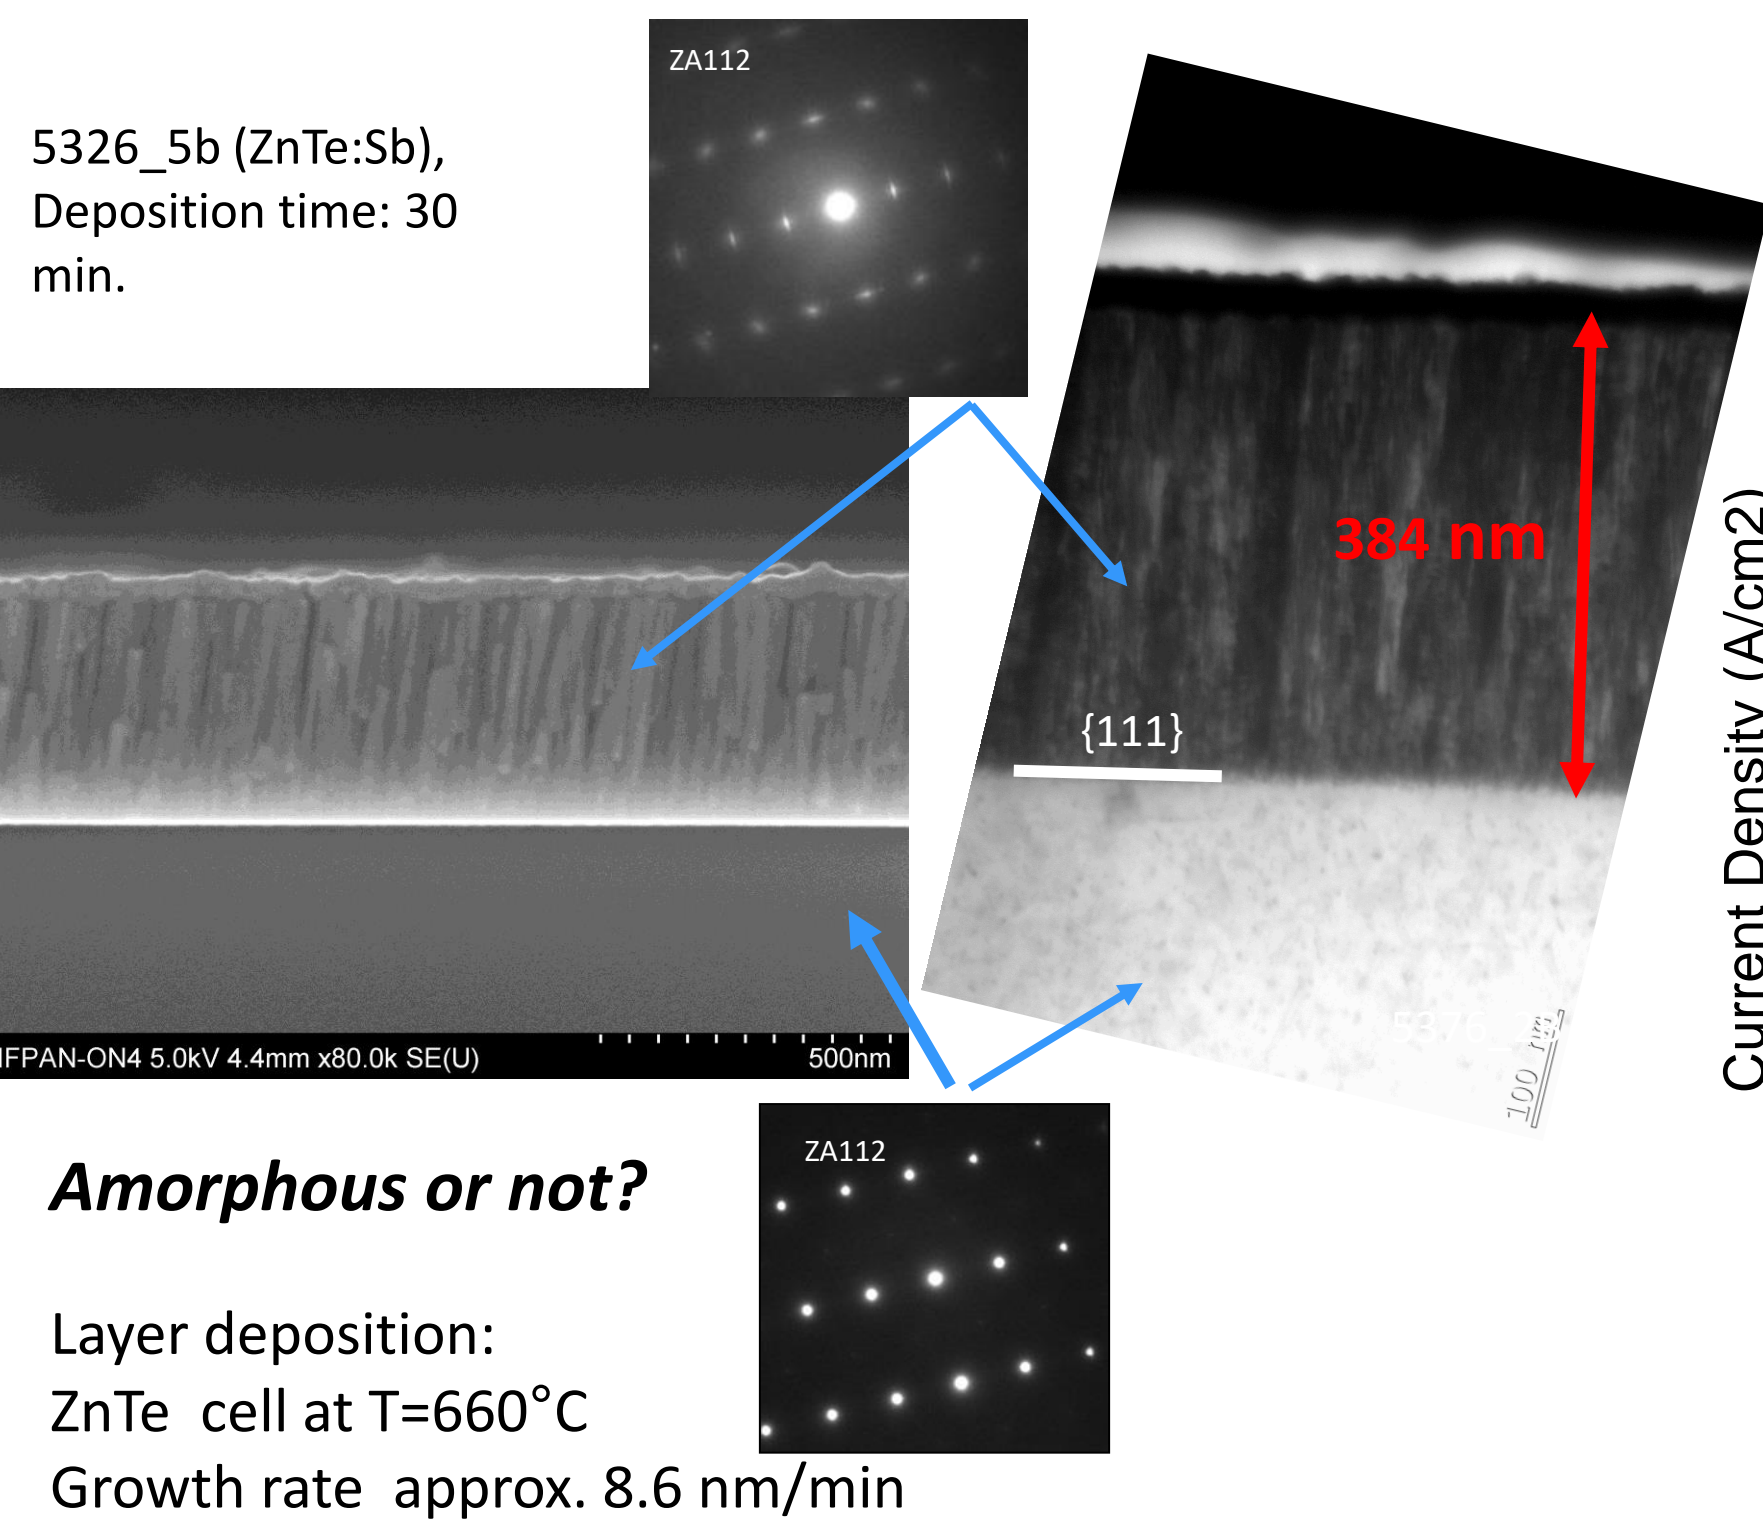 ZA112
5326_5b (ZnTe:Sb),
Deposition time: 30
min.
384 nm
{111}
Current Density (A/cm2)
IFPAN-ON4 5.0kV 4.4mm x80.0k SE(U)
500nm
100 nm
ZA112
Amorphous or not?
Layer deposition:
ZnTe cell at T=660°C
Growth rate approx. 8.6 nm/min